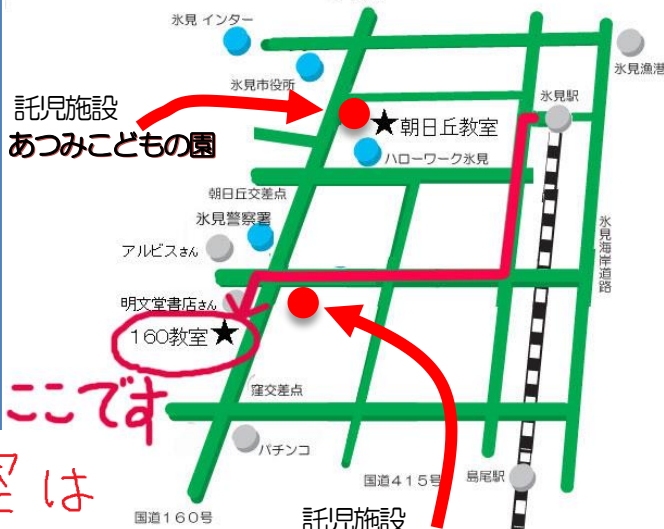 氷見 インター
氷見漁港
氷見市役所
氷見駅
託児施設
あつみこどもの園
★朝日丘教室
ハローワーク氷見
朝日丘交差点
氷見警察署
氷見海岸道路
アルビスさん
明文堂書店さん
160教室★
ここです
窪交差点
パチンコ
国道415号
島尾駅
は
国道160号
託児施設